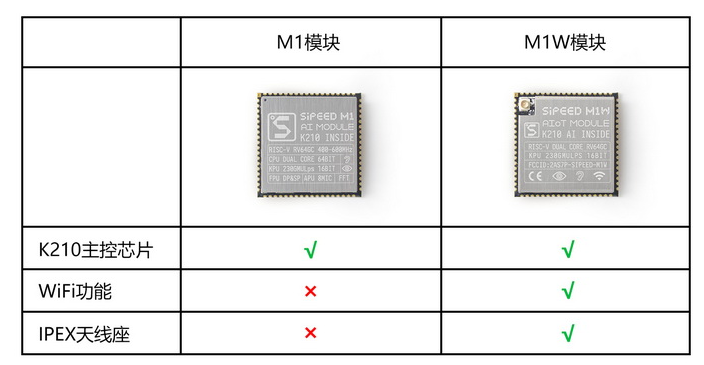 M1模块
M1W模块
SiPEED M1
AI MODULE
K210 INSIDE
RISC-V RV64GC 400-600MHz
CPU DUAL CORE 64BIT
KPU 230GMULps 16BIT
FPU DP&SP APU 8MIC FFT
SiPEED M1W
AIoT MODULE
K210 AI INSIDE
RISC-V DUAL CORE RV64GC
KPU 230GMULPS 16BIT
FCCID:2AS7P-SIPEED-M1W
CE
K210主控芯片
√
√
WiFi功能
×
√
IPEX天线座
×
√